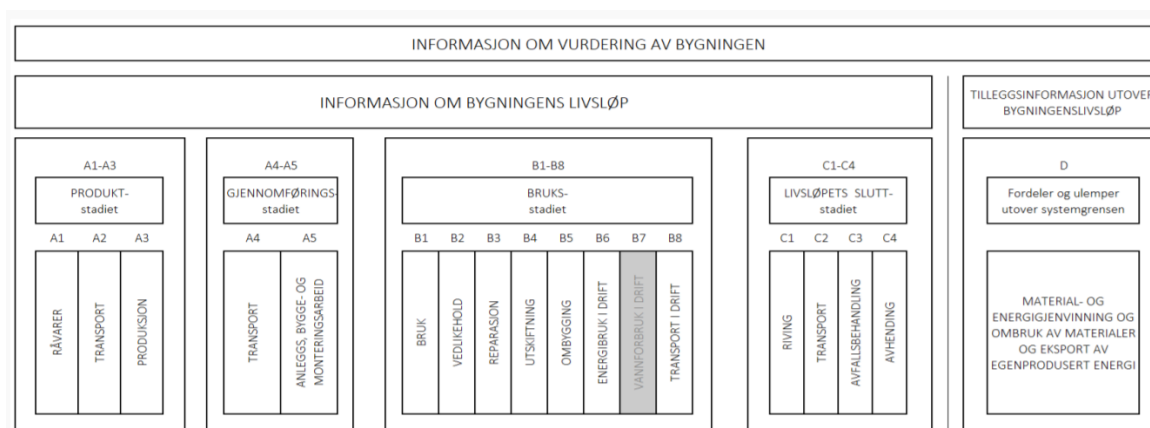 INFORMASJON OM VURDERING AV BYGNINGEN
INFORMASJON OM BYGNINGENS LIVSLØP
TILLEGGSINFORMASJON UTOVER
BYGNINGENSLIVSLØP
A1-A3
PRODUKT-
stadiet
A1 A2 A3
RÅVARER
TRANSPORT
PRODUKSJON
A4-A5
GJENNOMFØRINGS-
stadiet
A4 A5
TRANSPORT
ANLEGGS, BYGGE- OG
MONTERINGSARBEID
B1-B8
BRUKS-
stadiet
B1 B2 B3 B4 B5 B6 B7 B8
BRUK
VEDLIKEHOLD
REPARASJON
UTSKIFTNING
OMBYGGING
ENERGIBRUK I DRIFT
VANNFORBRUK I DRIFT
TRANSPORT I DRIFT
C1-C4
LIVSLØPETS SLUTT-
stadiet
C1 C2 C3 C4
RIVING
TRANSPORT
AVFALLSBEHANDLING
AVHENDING
D
Fordeler og ulemper
utover systemgrensen
MATERIAL- OG
ENERGIGJENVINNING OG
OMBRUK AV MATERIALER
OG EKSPORT AV
EGENPRODUSERT ENERGI